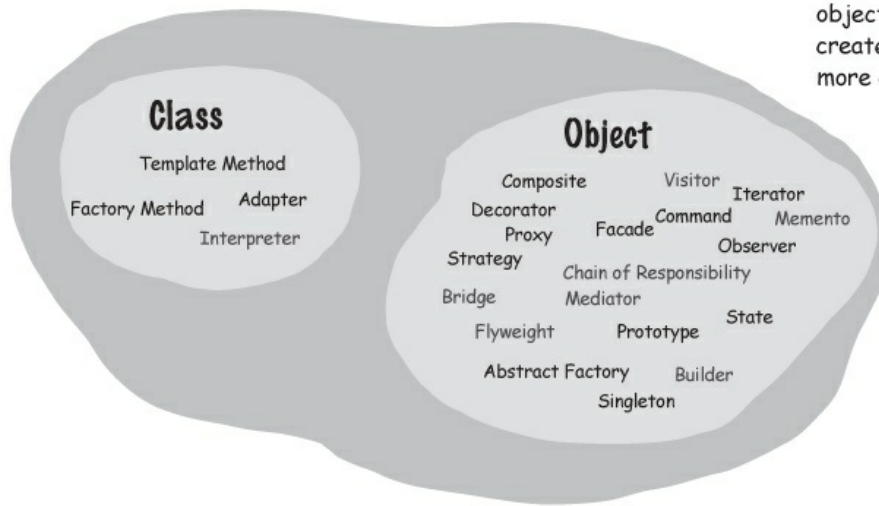 object
create
more
Class
Template Method
Factory Method
Adapter
Interpreter
Object
Composite
Visitor
Iterator
Decorator
Command
Memento
Proxy
Facade
Observer
Strategy
Chain of Responsibility
Bridge
Mediator
State
Flyweight
Prototype
Abstract Factory
Builder
Singleton